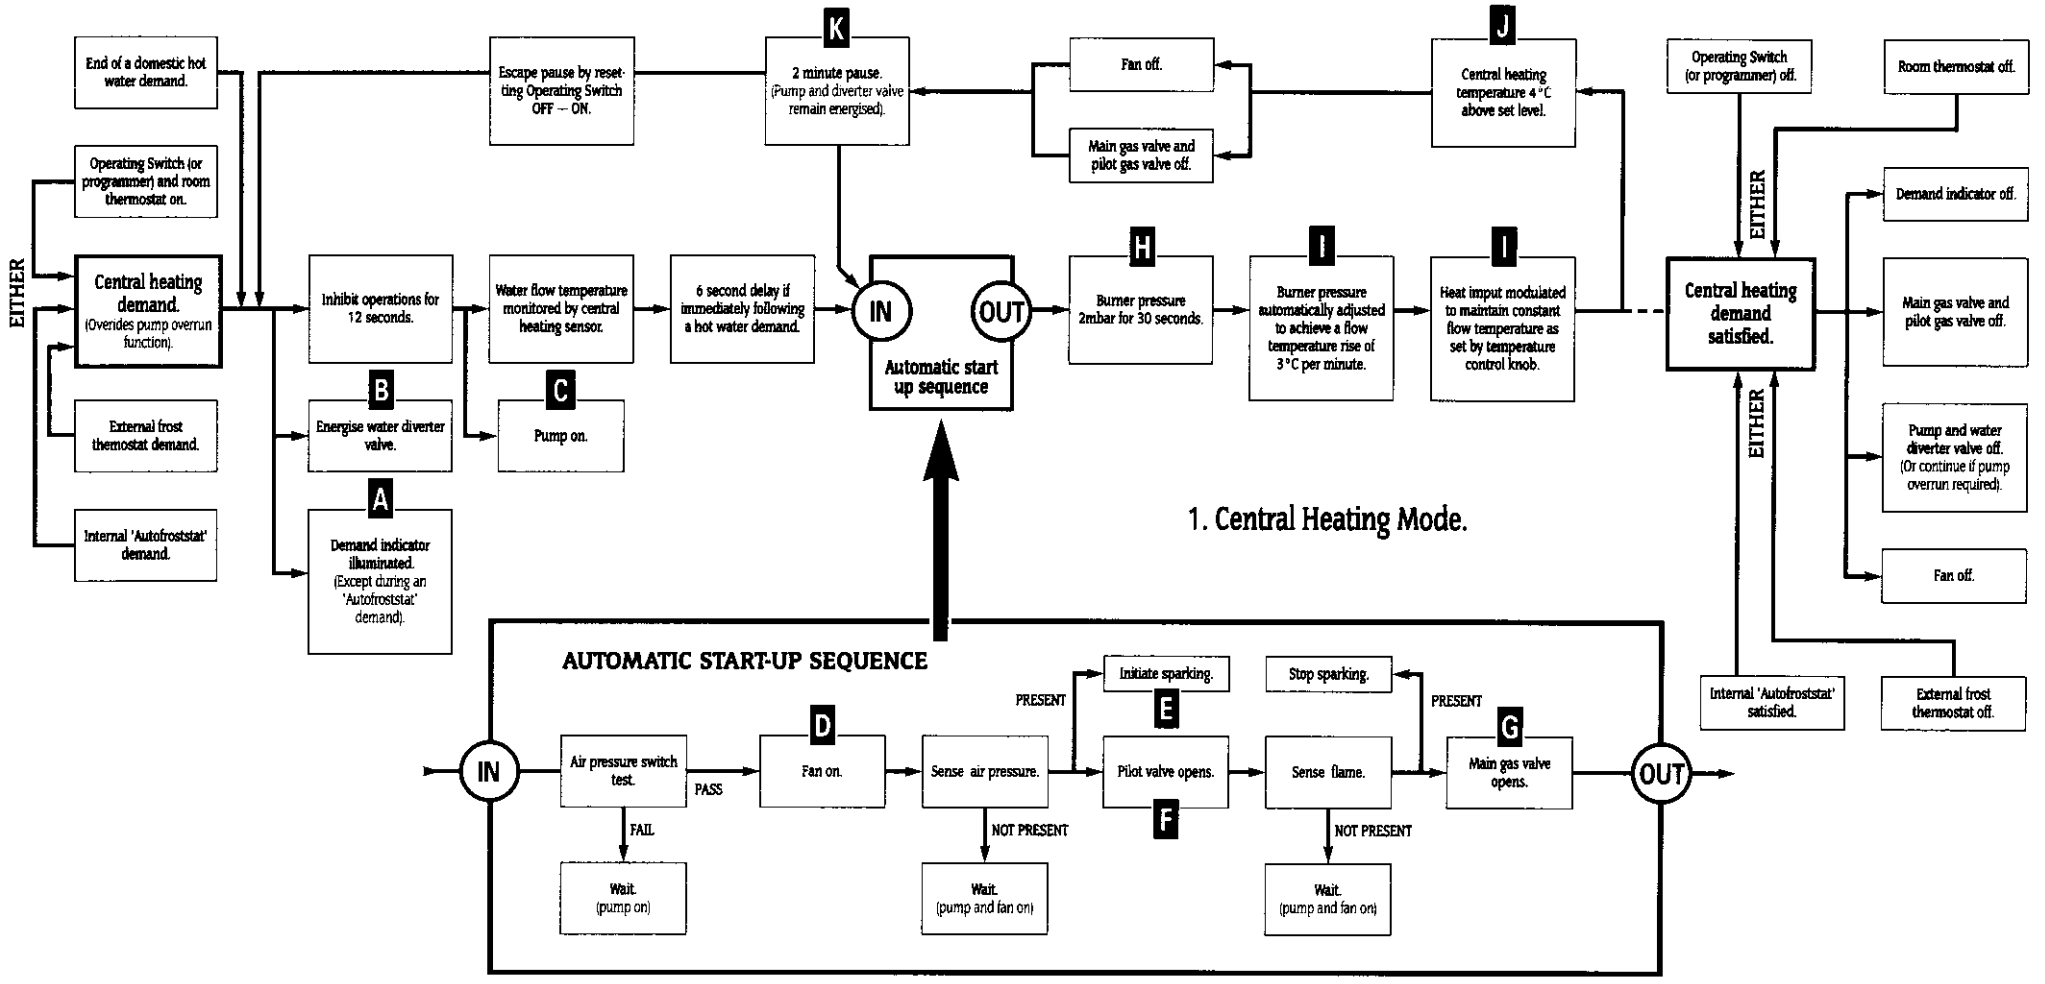 End of a domestic hot
water demand.
Escape pause by reset-
ting Operating Switch
OFF — ON.
K
2 minute pause.
(Pump and diverter valve
remain energised).
Fan off.
Main gas valve and
pilot gas valve off.
J
Central heating
temperature 4°C
above set level.
Operating Switch
(or programmer) off.
Room thermostat off.
EITHER
Operating Switch (or
programmer) and room
thermostat on.
EITHER
Central heating
demand.
(Overides pump overrun
function).
External frost
themostat demand.
Internal 'Autofroststat'
demand.
Inhibit operations for
12 seconds.
B
Energise water diverter
valve.
A
Demand indicator
illuminated.
(Except during an
'Autofroststat'
demand).
Water flow temperature
monitored by central
heating sensor.
C
Pump on.
6 second delay if
immediately following
a hot water demand.
IN
OUT
Automatic start
up sequence
H
Burner pressure
2mbar for 30 seconds.
I
Burner pressure
automatically adjusted
to achieve a flow
temperature rise of
3°C per minute.
I
Heat imput modulated
to maintain constant
flow temperature as
set by temperature
control knob.
Central heating
demand
satisfied.
EITHER
Demand indicator off.
Main gas valve and
pilot gas valve off.
Pump and water
diverter valve off.
(Or continue if pump
overrun required).
Fan off.
Internal 'Autofroststat'
satisfied.
External frost
thermostat off.
1. Central Heating Mode.
AUTOMATIC START-UP SEQUENCE
IN
Air pressure switch
test.
PASS
FAIL
Wait.
(pump on)
D
Fan on.
Sense air pressure.
PRESENT
NOT PRESENT
Wait.
(pump and fan on)
Initiate sparking.
E
Pilot valve opens.
F
Stop sparking.
Sense flame.
PRESENT
NOT PRESENT
Wait.
(pump and fan on)
G
Main gas valve
opens.
OUT